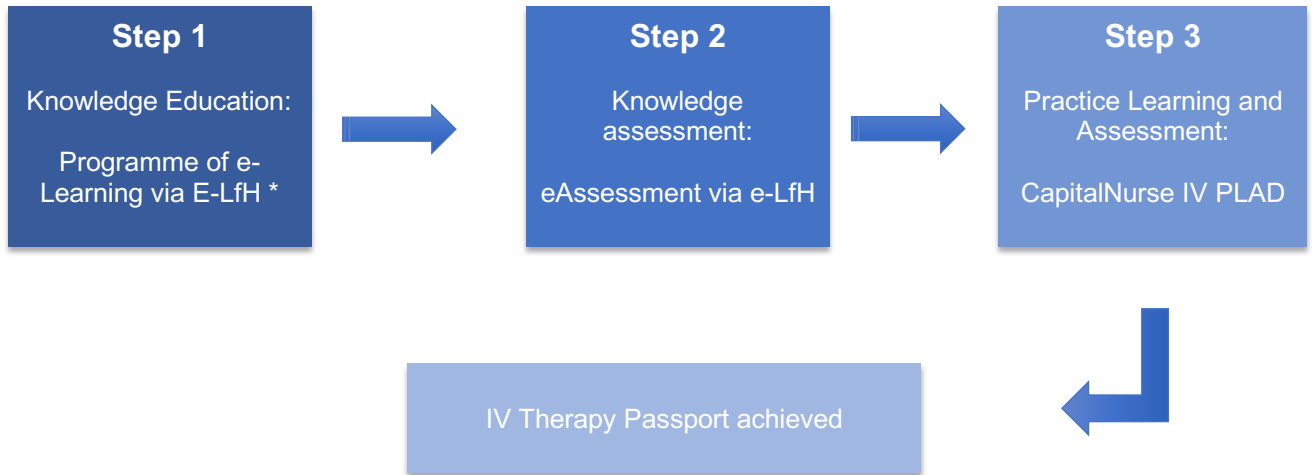 Step 1
Knowledge Education:
Programme of e-
Learning via E-LfH *
Step 2
Knowledge
assessment:
eAssessment via e-LfH
Step 3
Practice Learning and
Assessment:
CapitalNurse IV PLAD
IV Therapy Passport achieved